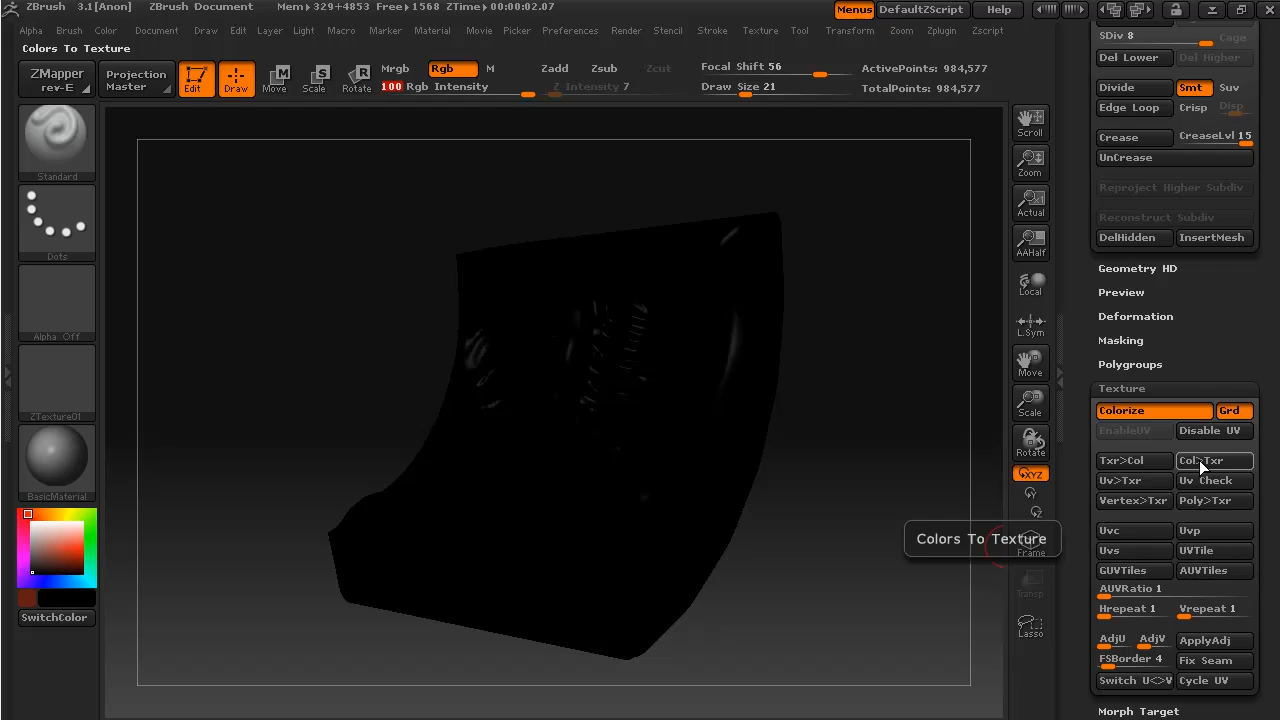 ZBrush 3.1[Anon] ZBrush Document Mem▸329+4853 Free▸1568 ZTime▸00:00:02.07
Menus DefaultZScript Help
Alpha Brush Color Document Draw Edit Layer Light Macro Marker Material Movie Picker Preferences Render Stencil Stroke Texture Tool Transform Zoom Zplugin Zscript
Colors To Texture
ZMapper
rev-E
Projection
Master
Edit
Draw
Move
Scale
Rotate
Mrgb Rgb M
100 Rgb Intensity
Zadd Zsub Zcut
Z Intensity 7
Focal Shift 56
Draw Size 21
ActivePoints: 984,577
TotalPoints: 984,577
Standard
Dots
Alpha Off
ZTexture01
BasicMaterial
SwitchColor
Scroll
Zoom
Actual
AAHalf
Local
L.Sym
Move
Scale
Rotate
XYZ
Y
Z
Frame
Transp
Lasso
Colors To Texture
SDiv 8 Cage
Del Lower Del Higher
Divide Smt Suv
Edge Loop Crisp Disp
Crease CreaseLvl 15
UnCrease
Reproject Higher Subdiv
Reconstruct Subdiv
DelHidden InsertMesh
Geometry HD
Preview
Deformation
Masking
Polygroups
Texture
Colorize Grd
EnableUV Disable UV
Txr>Col Col>Txr
Uv>Txr Uv Check
Vertex>Txr Poly>Txr
Uvc Uvp
Uvs UVTile
GUVTiles AUVTiles
AUVRatio 1
Hrepeat 1 Vrepeat 1
AdjU AdjV ApplyAdj
FSBorder 4 Fix Seam
Switch U<>V Cycle UV
Morph Target